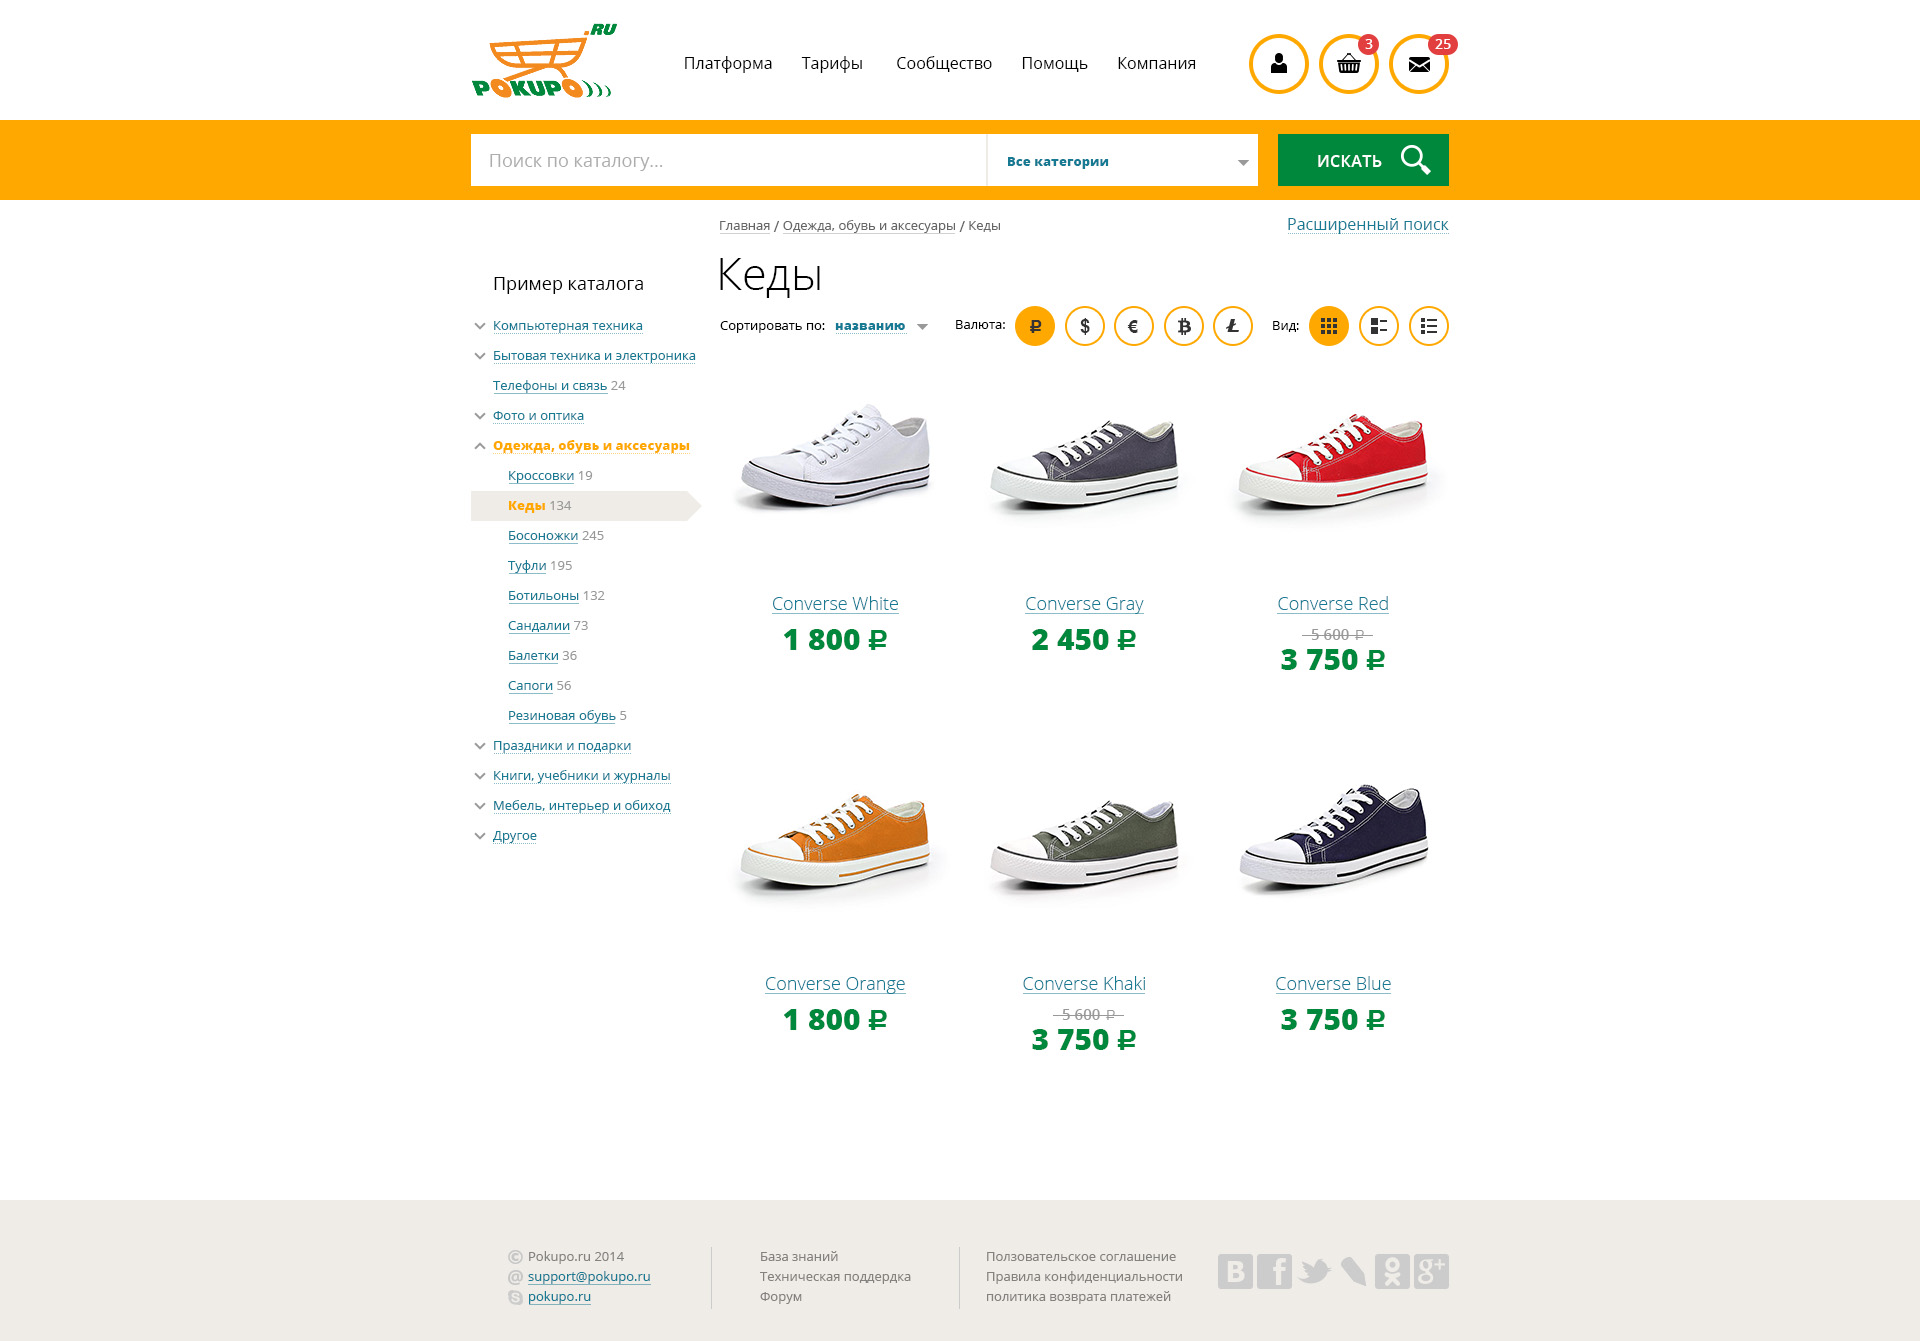 POKUPO.RU
Платформа
Тарифы
Сообщество
Помощь
Компания
3
25
Поиск по каталогу...
Все категории
ИСКАТЬ
Главная / Одежда, обувь и аксесуары / Кеды
Расширенный поиск
Пример каталога
Компьютерная техника
Бытовая техника и электроника
Телефоны и связь 24
Фото и оптика
Одежда, обувь и аксесуары
Кроссовки 19
Кеды 134
Босоножки 245
Туфли 195
Ботильоны 132
Сандалии 73
Балетки 36
Сапоги 56
Резиновая обувь 5
Праздники и подарки
Книги, учебники и журналы
Мебель, интерьер и обиход
Другое
Кеды
Сортировать по: названию
Валюта: ₽ $ € ₿ Ł
Вид:
Converse White
1 800 ₽
Converse Gray
2 450 ₽
Converse Red
5 600 ₽
3 750 ₽
Converse Orange
1 800 ₽
Converse Khaki
5 600 ₽
3 750 ₽
Converse Blue
3 750 ₽
© Pokupo.ru 2014
@ support@pokupo.ru
pokupo.ru
База знаний
Техническая поддердка
Форум
Ползовательское соглашение
Правила конфиденциальности
политика возврата платежей
B f g+